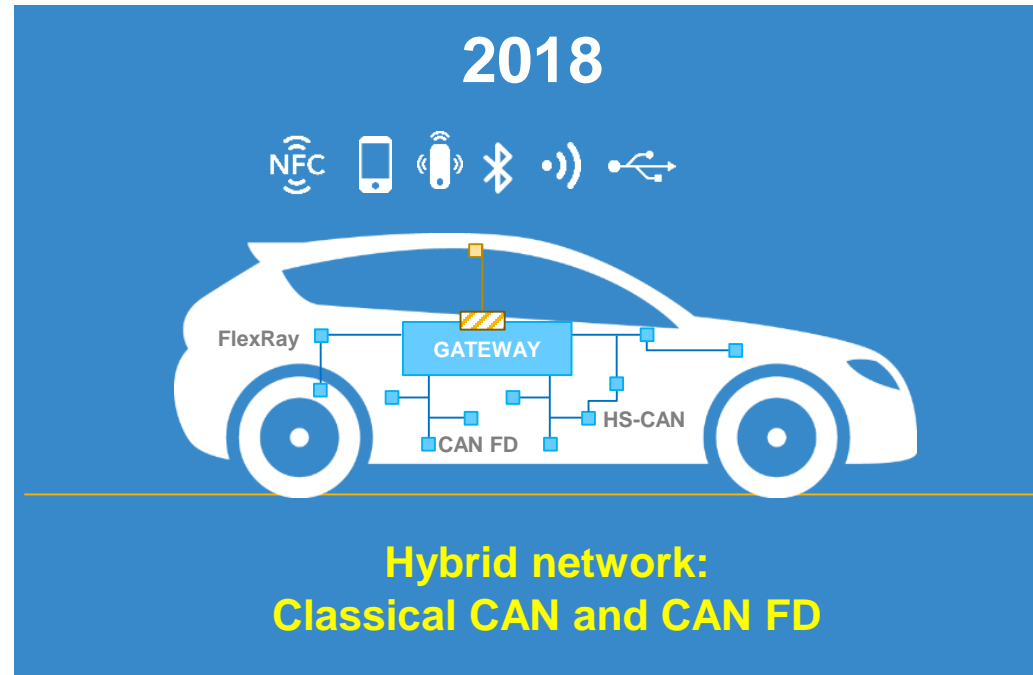 2018
NFC
FlexRay
GATEWAY
HS-CAN
CAN FD
Hybrid network:
Classical CAN and CAN FD